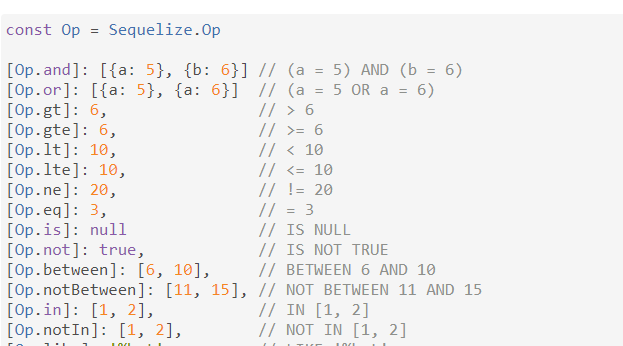 const Op = Sequelize.Op
[Op.and]: [{a: 5}, {b: 6}] // (a = 5) AND (b = 6)
[Op.or]: [{a: 5}, {a: 6}]  // (a = 5 OR a = 6)
[Op.gt]: 6,                // > 6
[Op.gte]: 6,               // >= 6
[Op.lt]: 10,               // < 10
[Op.lte]: 10,              // <= 10
[Op.ne]: 20,               // != 20
[Op.eq]: 3,                // = 3
[Op.is]: null              // IS NULL
[Op.not]: true,            // IS NOT TRUE
[Op.between]: [6, 10],     // BETWEEN 6 AND 10
[Op.notBetween]: [11, 15], // NOT BETWEEN 11 AND 15
[Op.in]: [1, 2],           // IN [1, 2]
[Op.notIn]: [1, 2],        // NOT IN [1, 2]